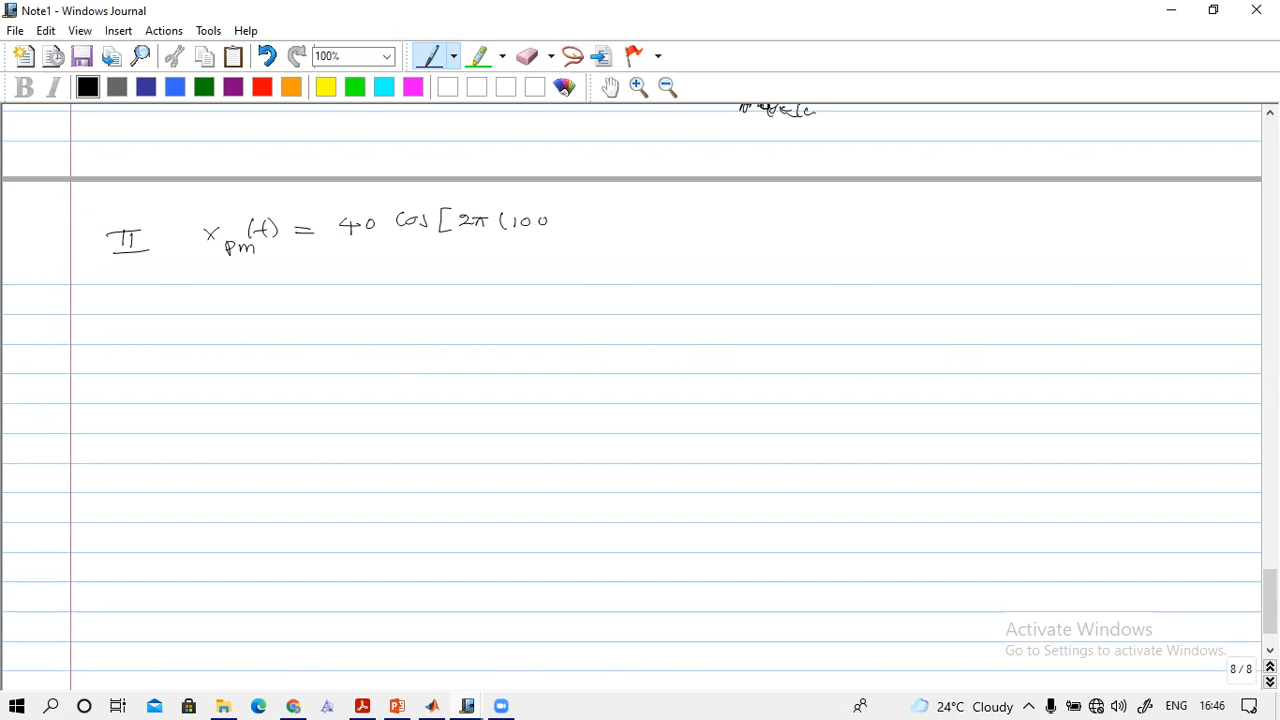 Note1 - Windows Journal
File Edit View Insert Actions Tools Help
100%
B I
II x_pm(t) = 40 cos[2π(100
Activate Windows
Go to Settings to activate Windows.
8 / 8
24°C Cloudy ENG 16:46